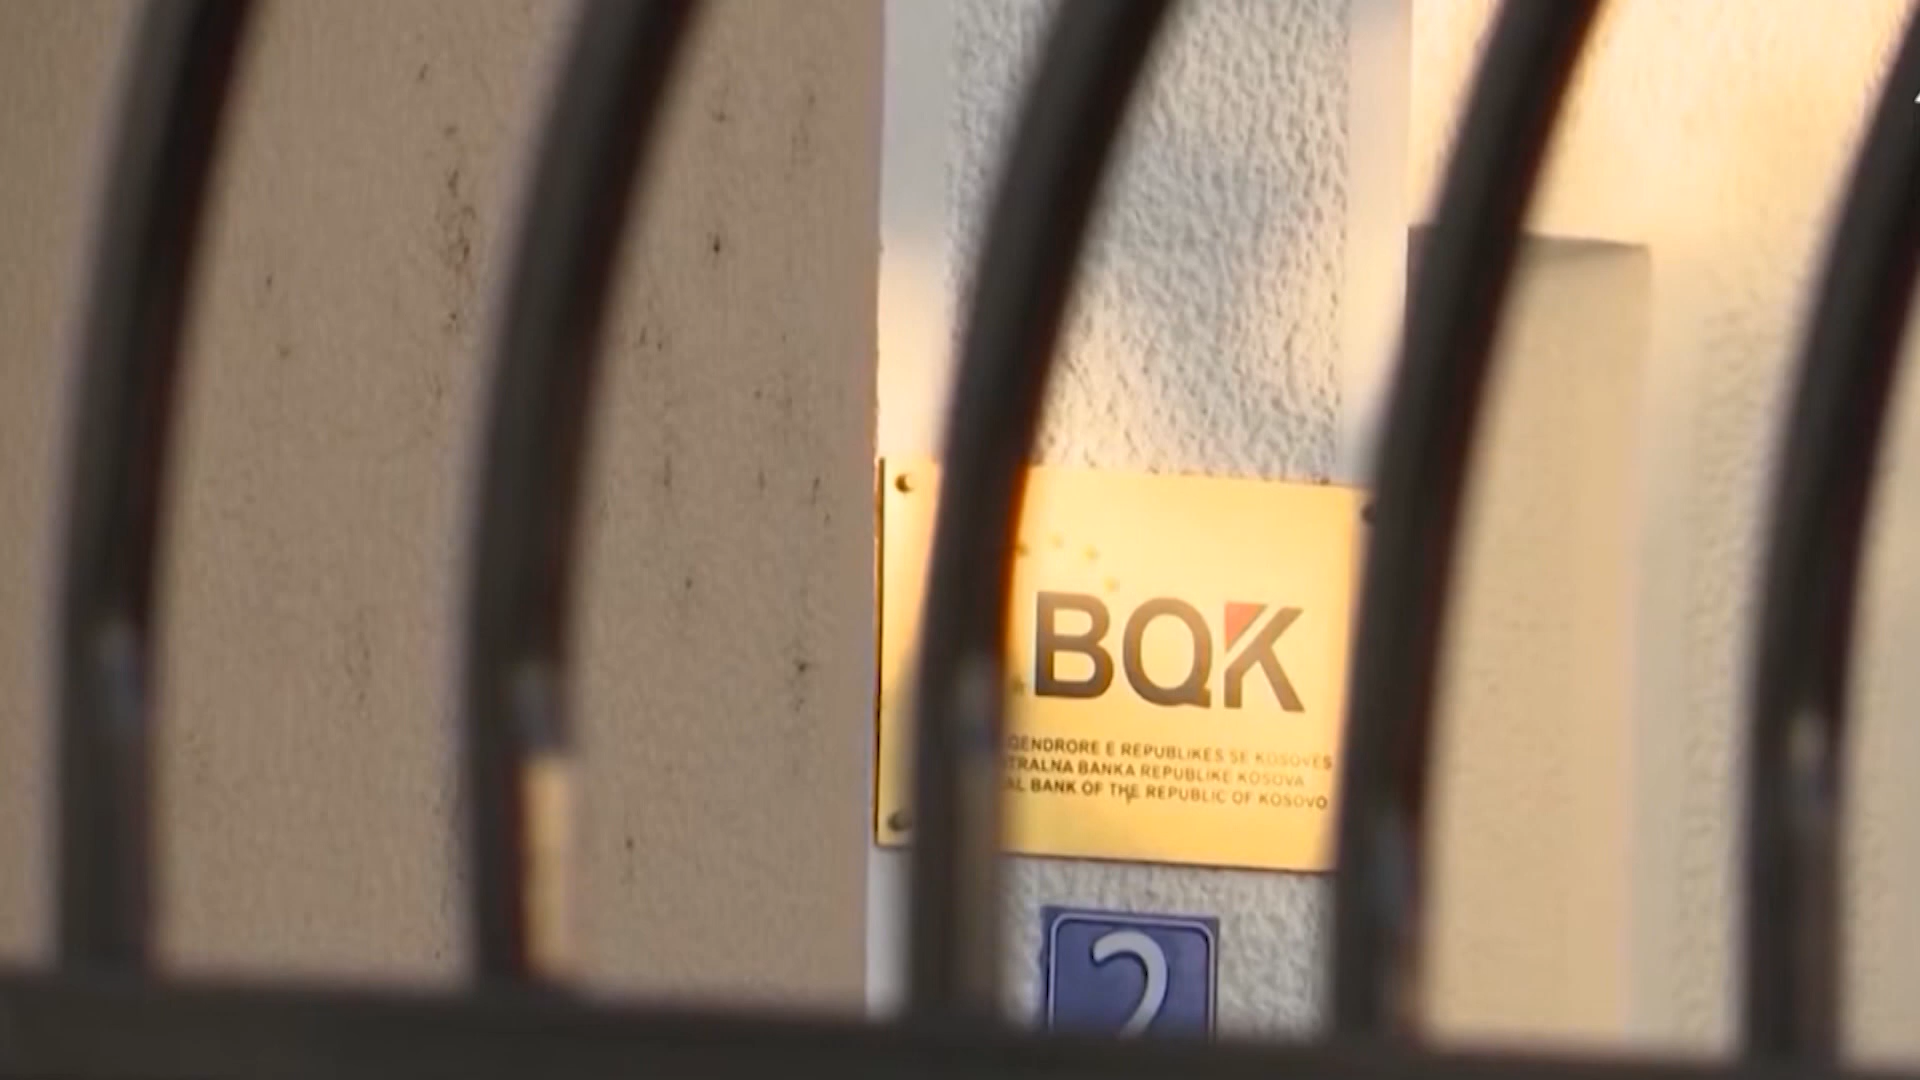 BQK
QENDRORE E REPUBLIKËS SË KOSOVËS
TRALNA BANKA REPUBLIKE KOSOVA
AL BANK OF THE REPUBLIC OF KOSOVO
2